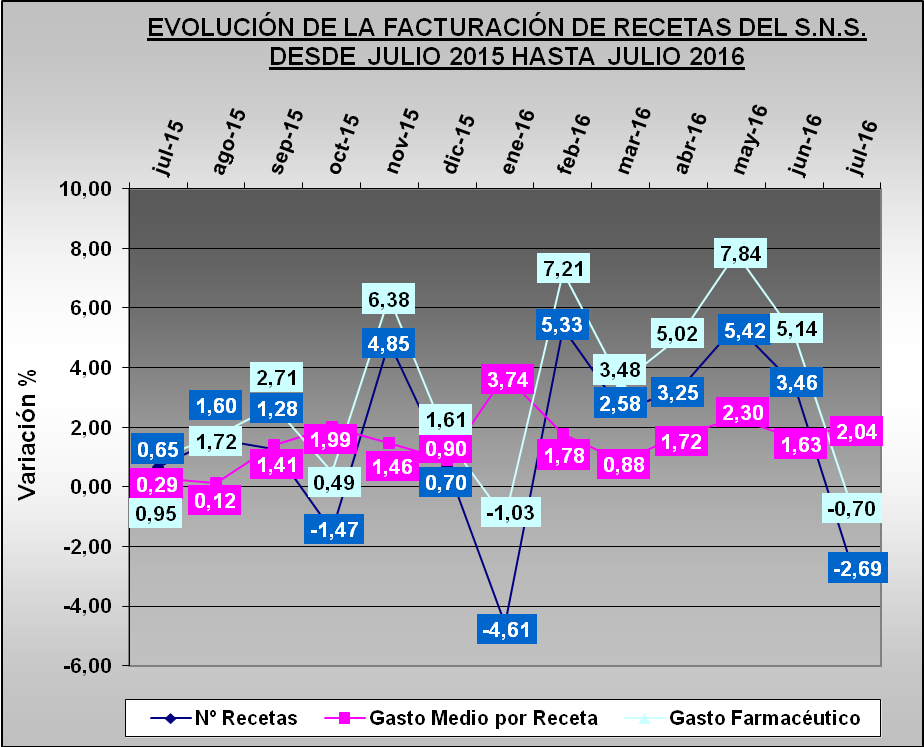 EVOLUCIÓN DE LA FACTURACIÓN DE RECETAS DEL S.N.S.
DESDE JULIO 2015 HASTA JULIO 2016
jul-15
ago-15
sep-15
oct-15
nov-15
dic-15
ene-16
feb-16
mar-16
abr-16
may-16
jun-16
jul-16
Variación %
10,00
8,00
6,00
4,00
2,00
0,00
-2,00
-4,00
-6,00
0,65
1,60
1,28
-1,47
4,85
0,70
-4,61
5,33
2,58
3,25
5,42
3,46
-2,69
0,29
0,12
1,41
1,99
1,46
0,90
3,74
1,78
0,88
1,72
2,30
1,63
2,04
0,95
1,72
2,71
0,49
6,38
1,61
-1,03
7,21
3,48
5,02
7,84
5,14
-0,70
Nº Recetas
Gasto Medio por Receta
Gasto Farmacéutico